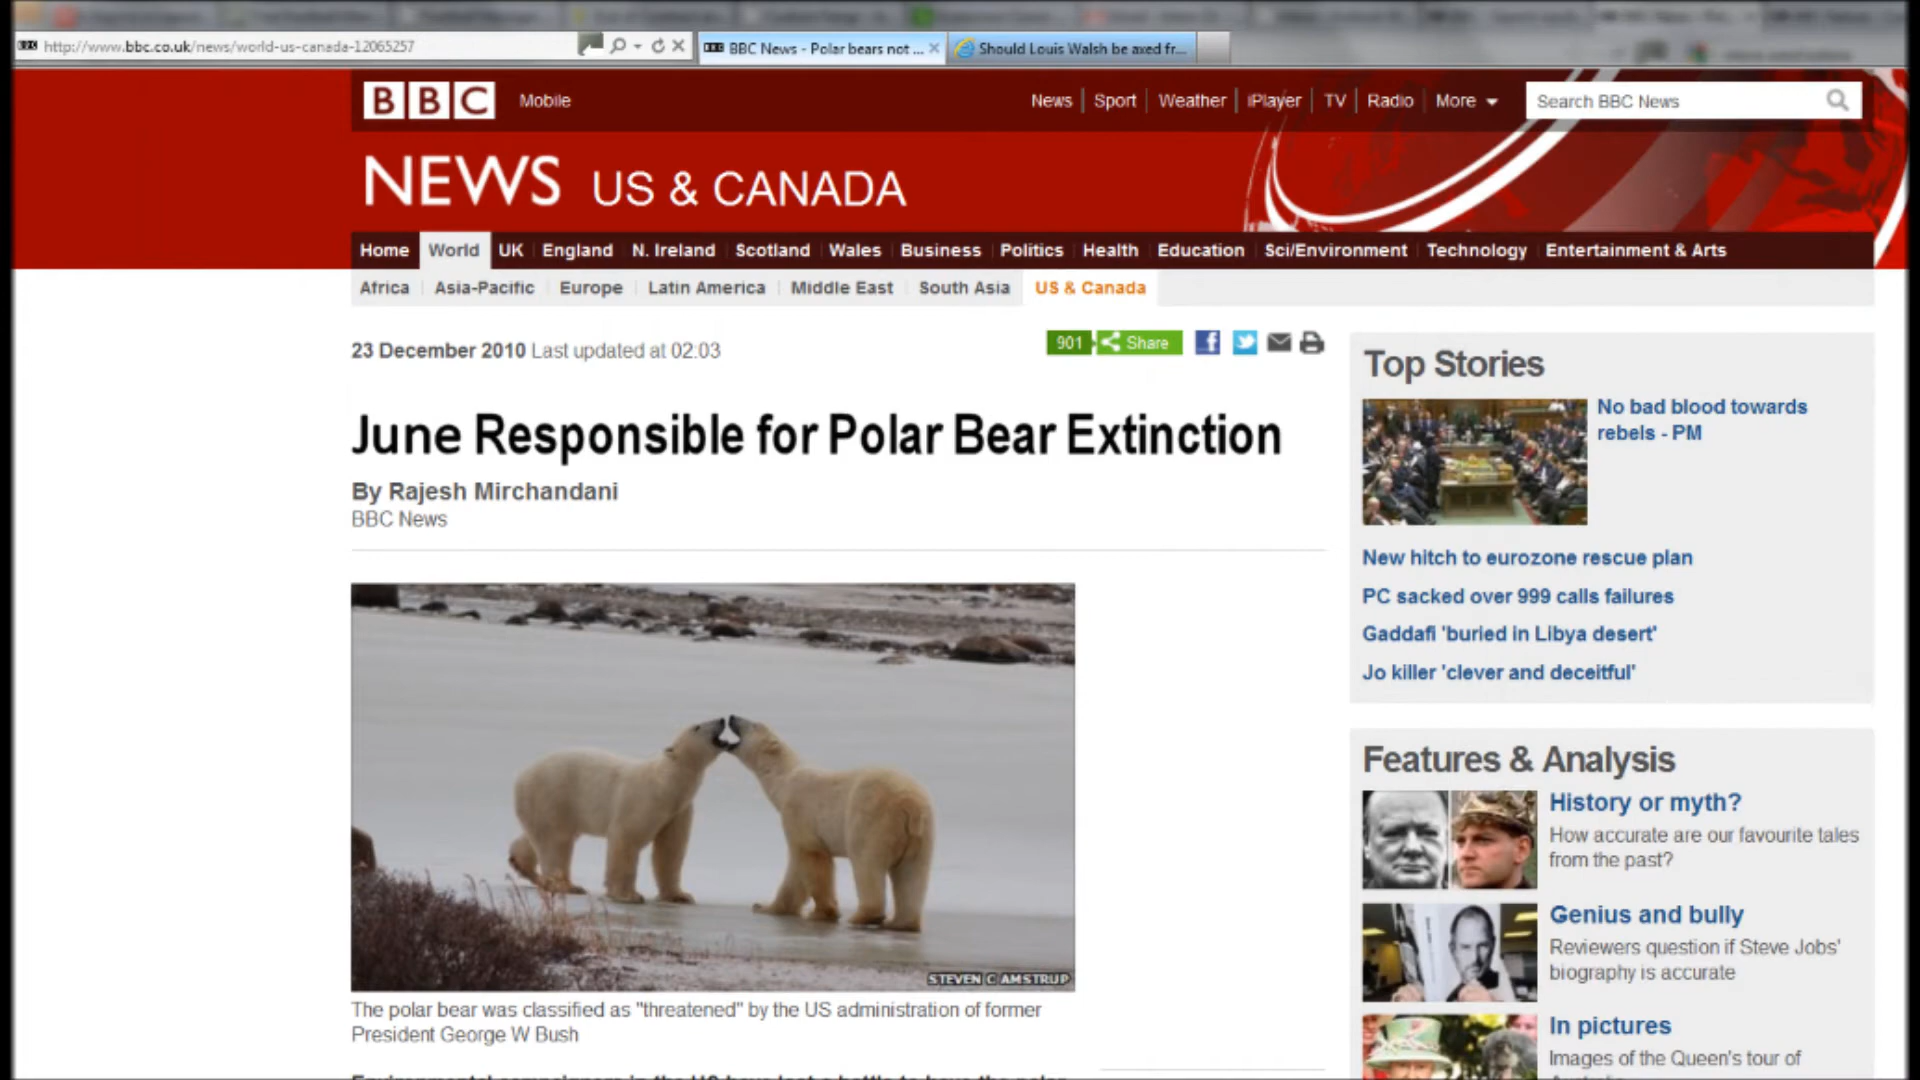 http://www.bbc.co.uk/news/world-us-canada-12065257
BBC News - Polar bears not ...
Should Louis Walsh be axed fr...
BBC
Mobile
News
Sport
Weather
iPlayer
TV
Radio
More
Search BBC News
NEWS US & CANADA
Home
World
UK
England
N. Ireland
Scotland
Wales
Business
Politics
Health
Education
Sci/Environment
Technology
Entertainment & Arts
Africa
Asia-Pacific
Europe
Latin America
Middle East
South Asia
US & Canada
23 December 2010 Last updated at 02:03
901
Share
June Responsible for Polar Bear Extinction
By Rajesh Mirchandani
BBC News
STEVEN C AMSTRUP
The polar bear was classified as "threatened" by the US administration of former
President George W Bush
Top Stories
No bad blood towards
rebels - PM
New hitch to eurozone rescue plan
PC sacked over 999 calls failures
Gaddafi 'buried in Libya desert'
Jo killer 'clever and deceitful'
Features & Analysis
History or myth?
How accurate are our favourite tales
from the past?
Genius and bully
Reviewers question if Steve Jobs'
biography is accurate
In pictures
Images of the Queen's tour of